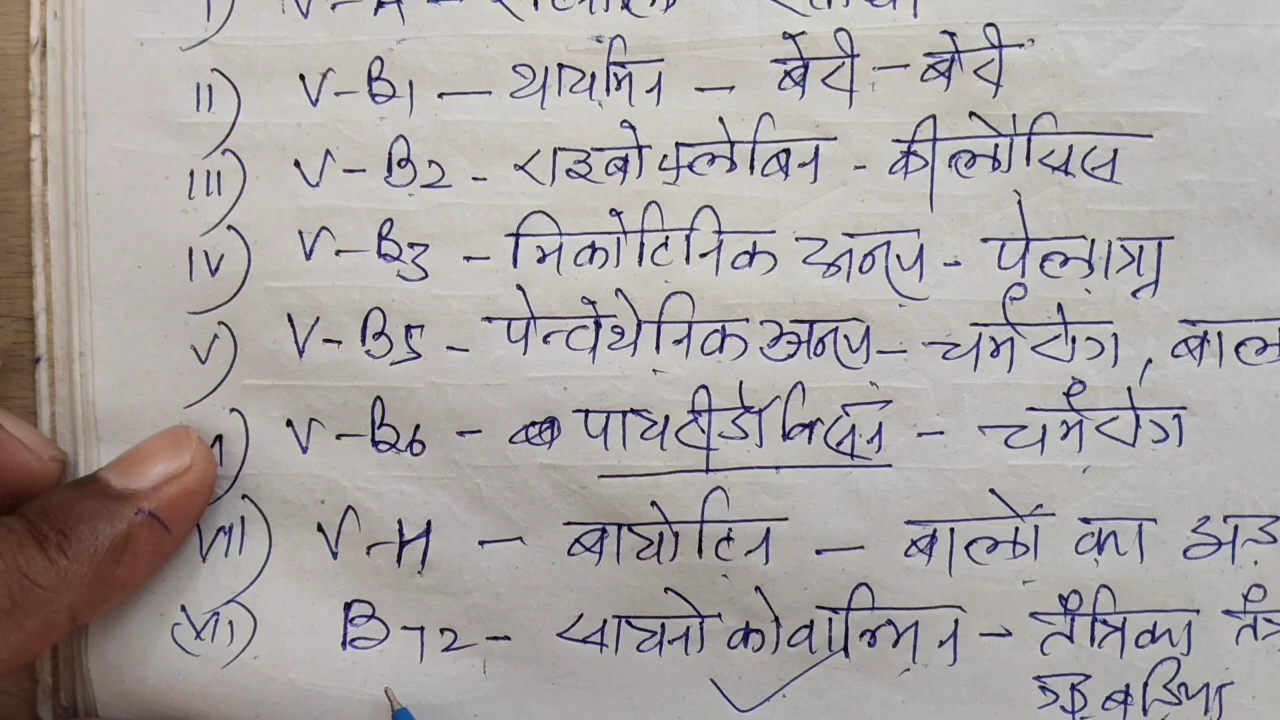 II) V-B1 – थायमिन – बेरी-बेरी
III) V-B2 - राइबोफ्लेबिन - कीलोसिस
IV) V-B3 - निकोटिनिक अम्ल - पेलाग्रा
V) V-B5 - पेन्टोथेनिक अम्ल - चर्मरोग, बाल
V-B6 - पायरीडॉक्सिन - चर्मरोग
VII) V-H - बायोटिन – बालों का झड़
B12 - सायनोकोवाल्मिन - तंत्रिका